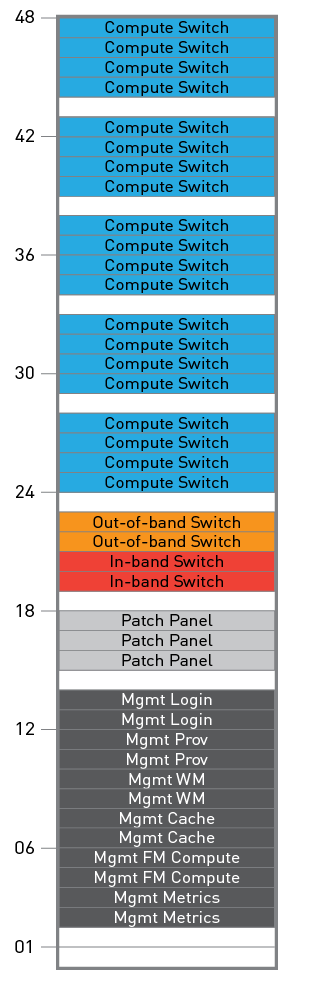 48
Compute Switch
Compute Switch
Compute Switch
Compute Switch
42
Compute Switch
Compute Switch
Compute Switch
Compute Switch
Compute Switch
36
Compute Switch
Compute Switch
Compute Switch
Compute Switch
30
Compute Switch
Compute Switch
Compute Switch
Compute Switch
Compute Switch
Compute Switch
Compute Switch
24
Out-of-band Switch
Out-of-band Switch
In-band Switch
In-band Switch
18
Patch Panel
Patch Panel
Patch Panel
Mgmt Login
Mgmt Login
12
Mgmt Prov
Mgmt Prov
Mgmt WM
Mgmt WM
Mgmt Cache
Mgmt Cache
06
Mgmt FM Compute
Mgmt FM Compute
Mgmt Metrics
Mgmt Metrics
01